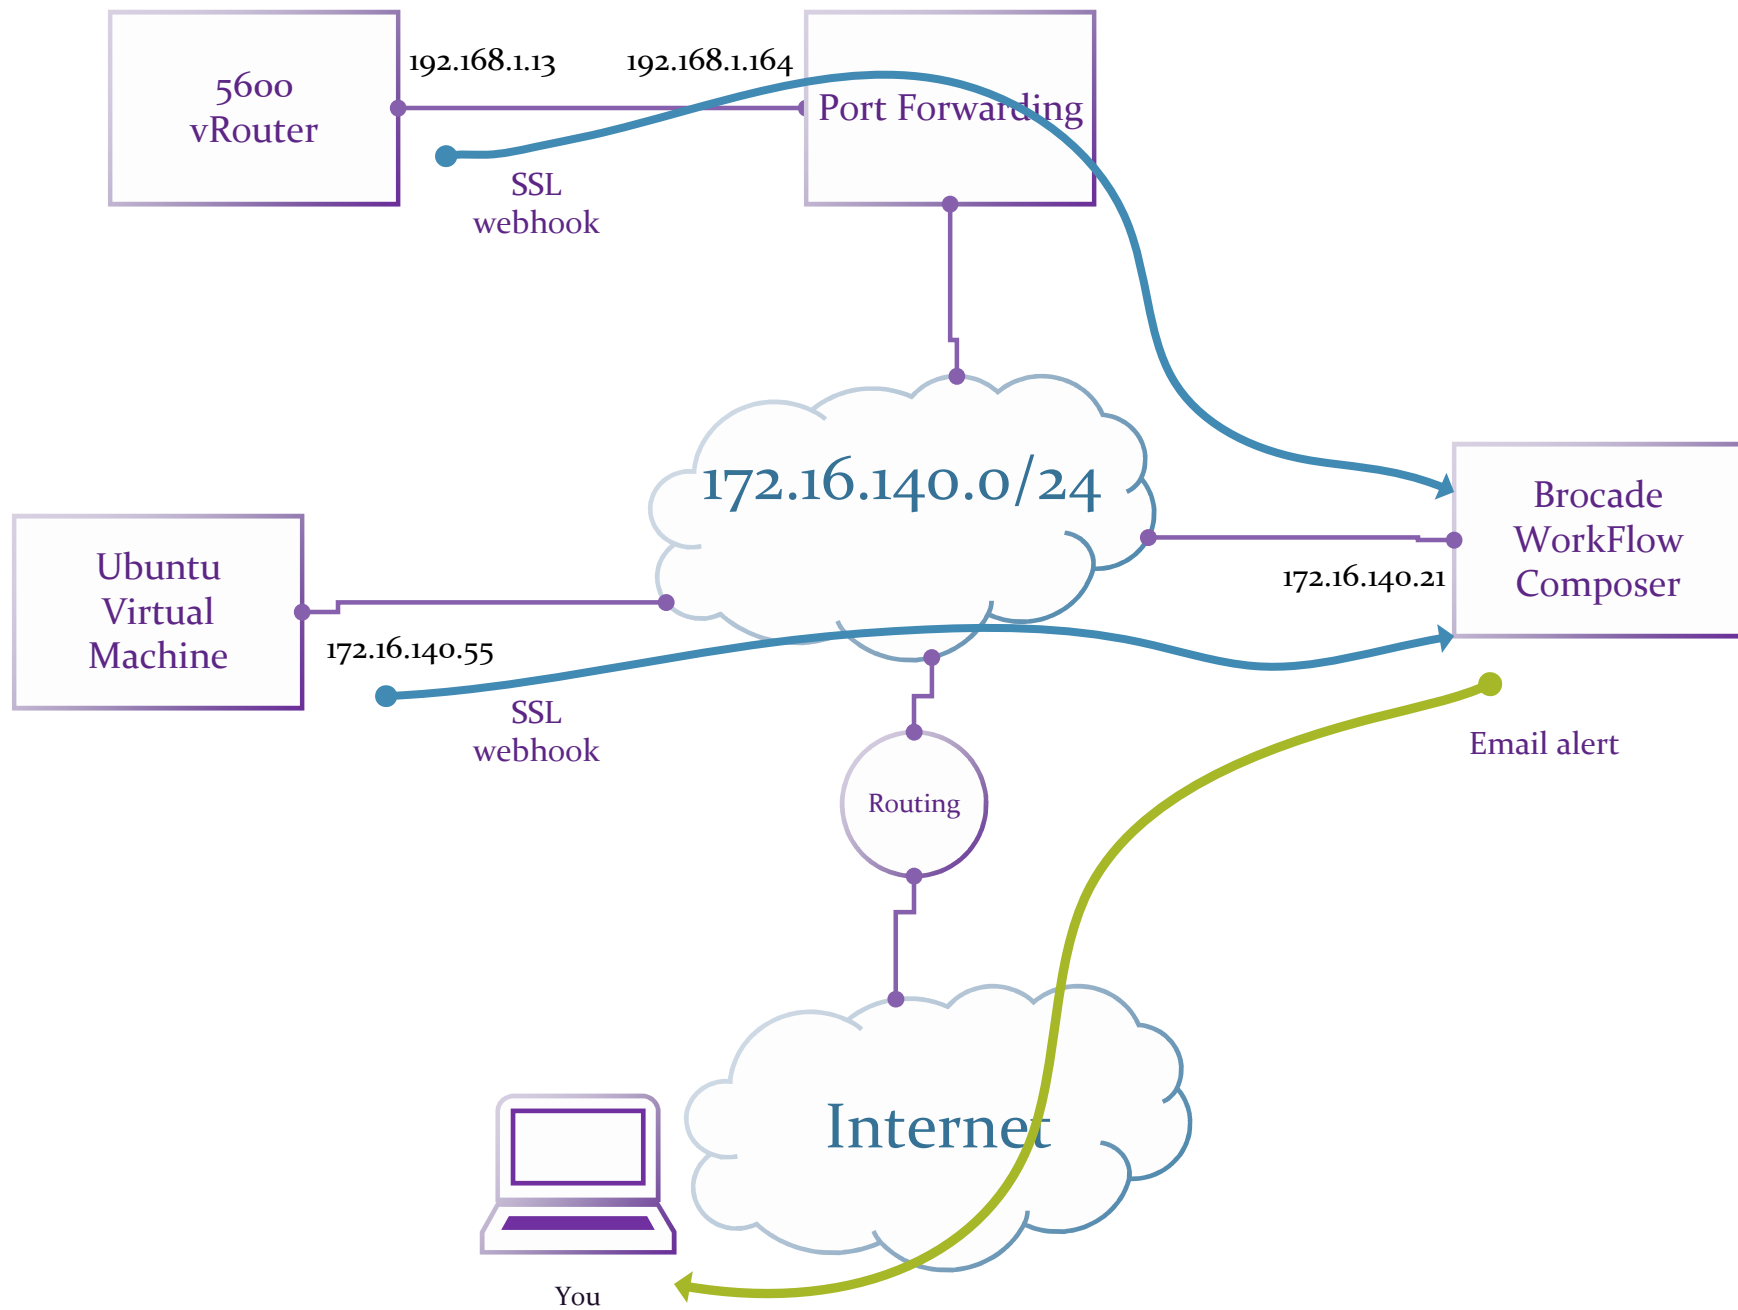 5600
vRouter
192.168.1.13
192.168.1.164
Port Forwarding
SSL
webhook
172.16.140.0/24
Ubuntu
Virtual
Machine
172.16.140.55
SSL
webhook
Brocade
WorkFlow
Composer
172.16.140.21
Email alert
Routing
Internet
You